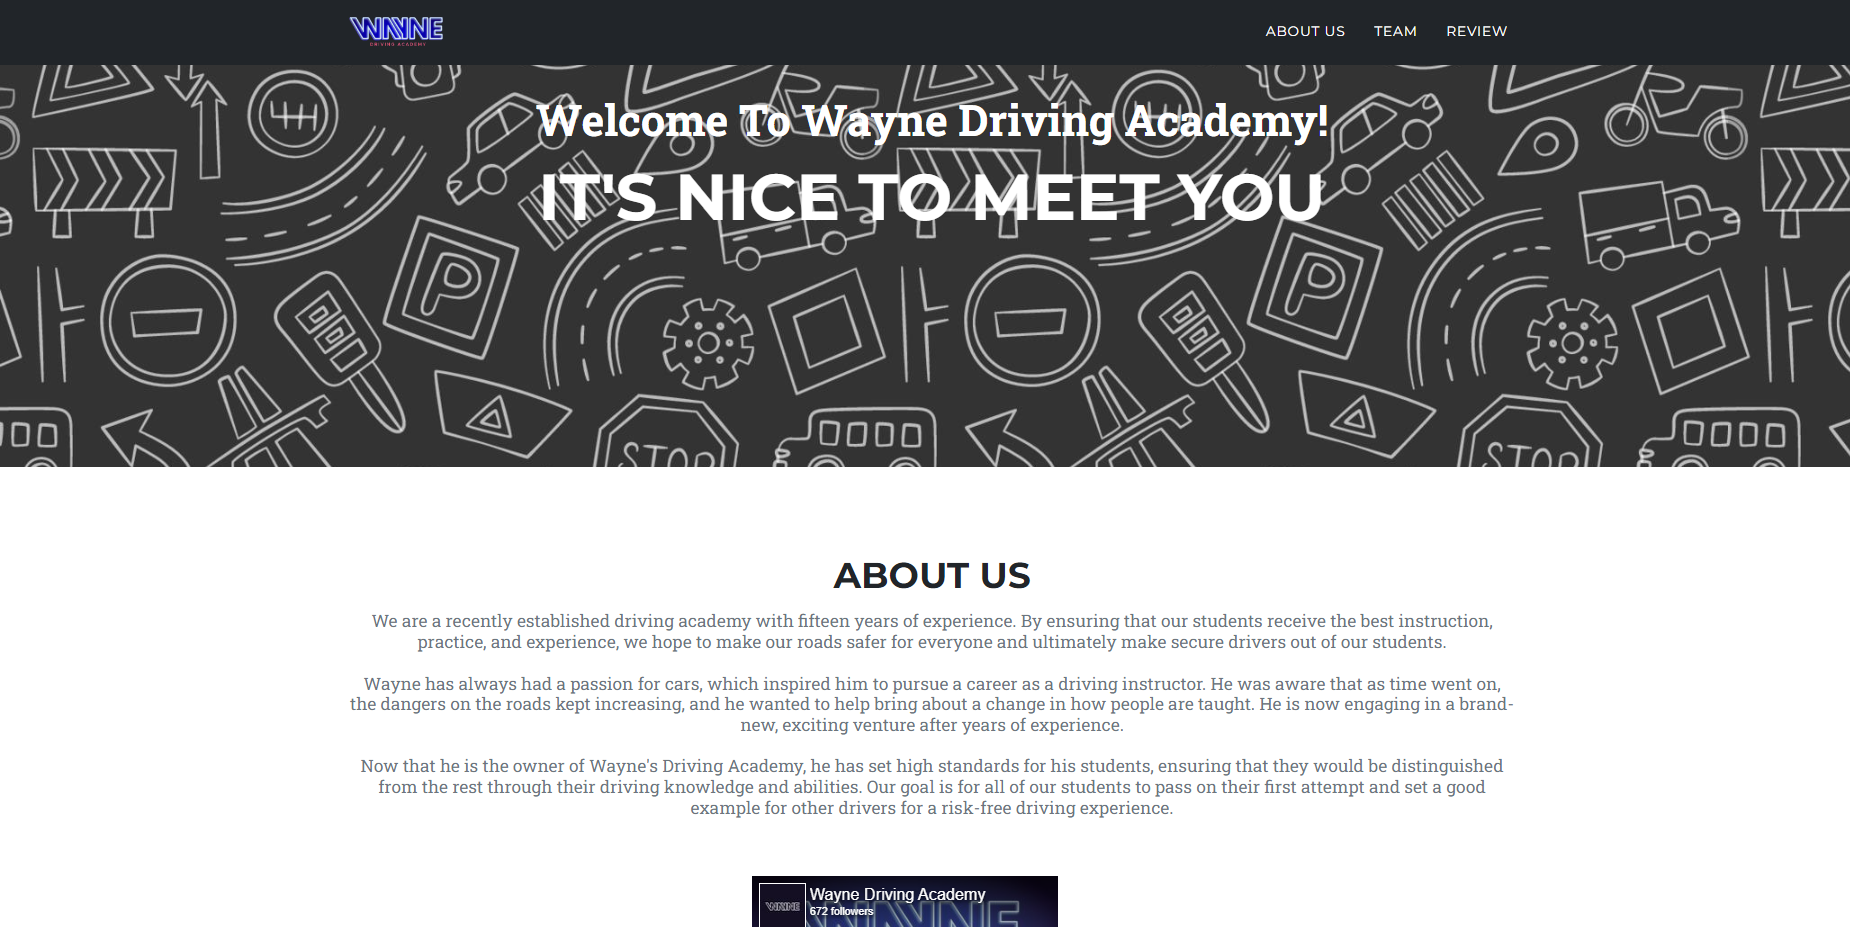 WAYNE
DRIVING ACADEMY
ABOUT US
TEAM
REVIEW
Welcome To Wayne Driving Academy!
IT'S NICE TO MEET YOU
P
P
STOP
STOP
ABOUT US
We are a recently established driving academy with fifteen years of experience. By ensuring that our students receive the best instruction,
practice, and experience, we hope to make our roads safer for everyone and ultimately make secure drivers out of our students.
Wayne has always had a passion for cars, which inspired him to pursue a career as a driving instructor. He was aware that as time went on,
the dangers on the roads kept increasing, and he wanted to help bring about a change in how people are taught. He is now engaging in a brand-
new, exciting venture after years of experience.
Now that he is the owner of Wayne's Driving Academy, he has set high standards for his students, ensuring that they would be distinguished
from the rest through their driving knowledge and abilities. Our goal is for all of our students to pass on their first attempt and set a good
example for other drivers for a risk-free driving experience.
Wayne Driving Academy
672 followers
WAYNE
WAYNE